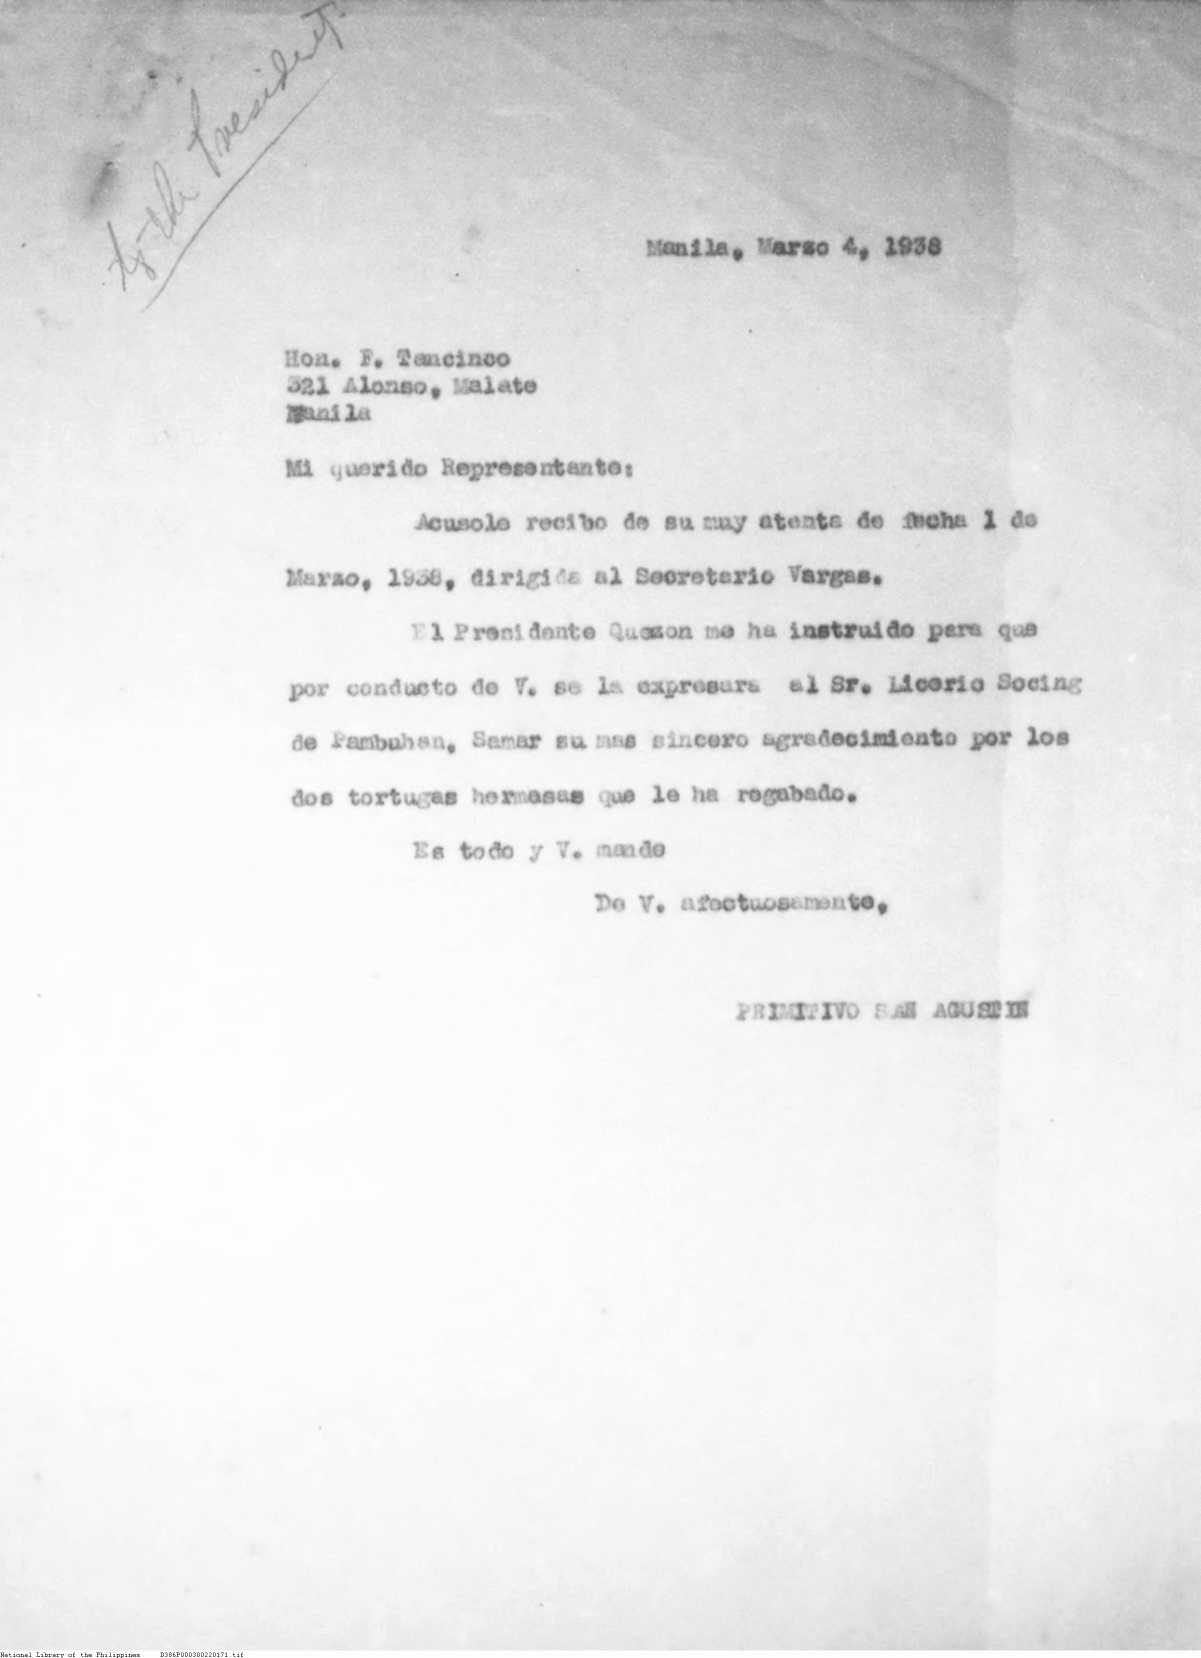 by the President.
Manila, Marzo 4, 1938
Hon. F. Tancinco
321 Alonso, Malate
Manila
Mi querido Representante:
Acusole recibo de su muy atenta de fecha 1 de
Marzo, 1938, dirigida al Secretario Vargas.
El Presidente Quezon me ha instruido para que
por conducto de V. se la expresara al Sr. Licerio Socing
de Pambuhan, Samar su mas sincero agradecimiento por los
dos tortugas hermosas que le ha regabado.
Es todo y V. mande
De V. afectuosamente,
PRIMITIVO SAN AGUSTIN
National Library of the Philippines D386P000300220171.tif